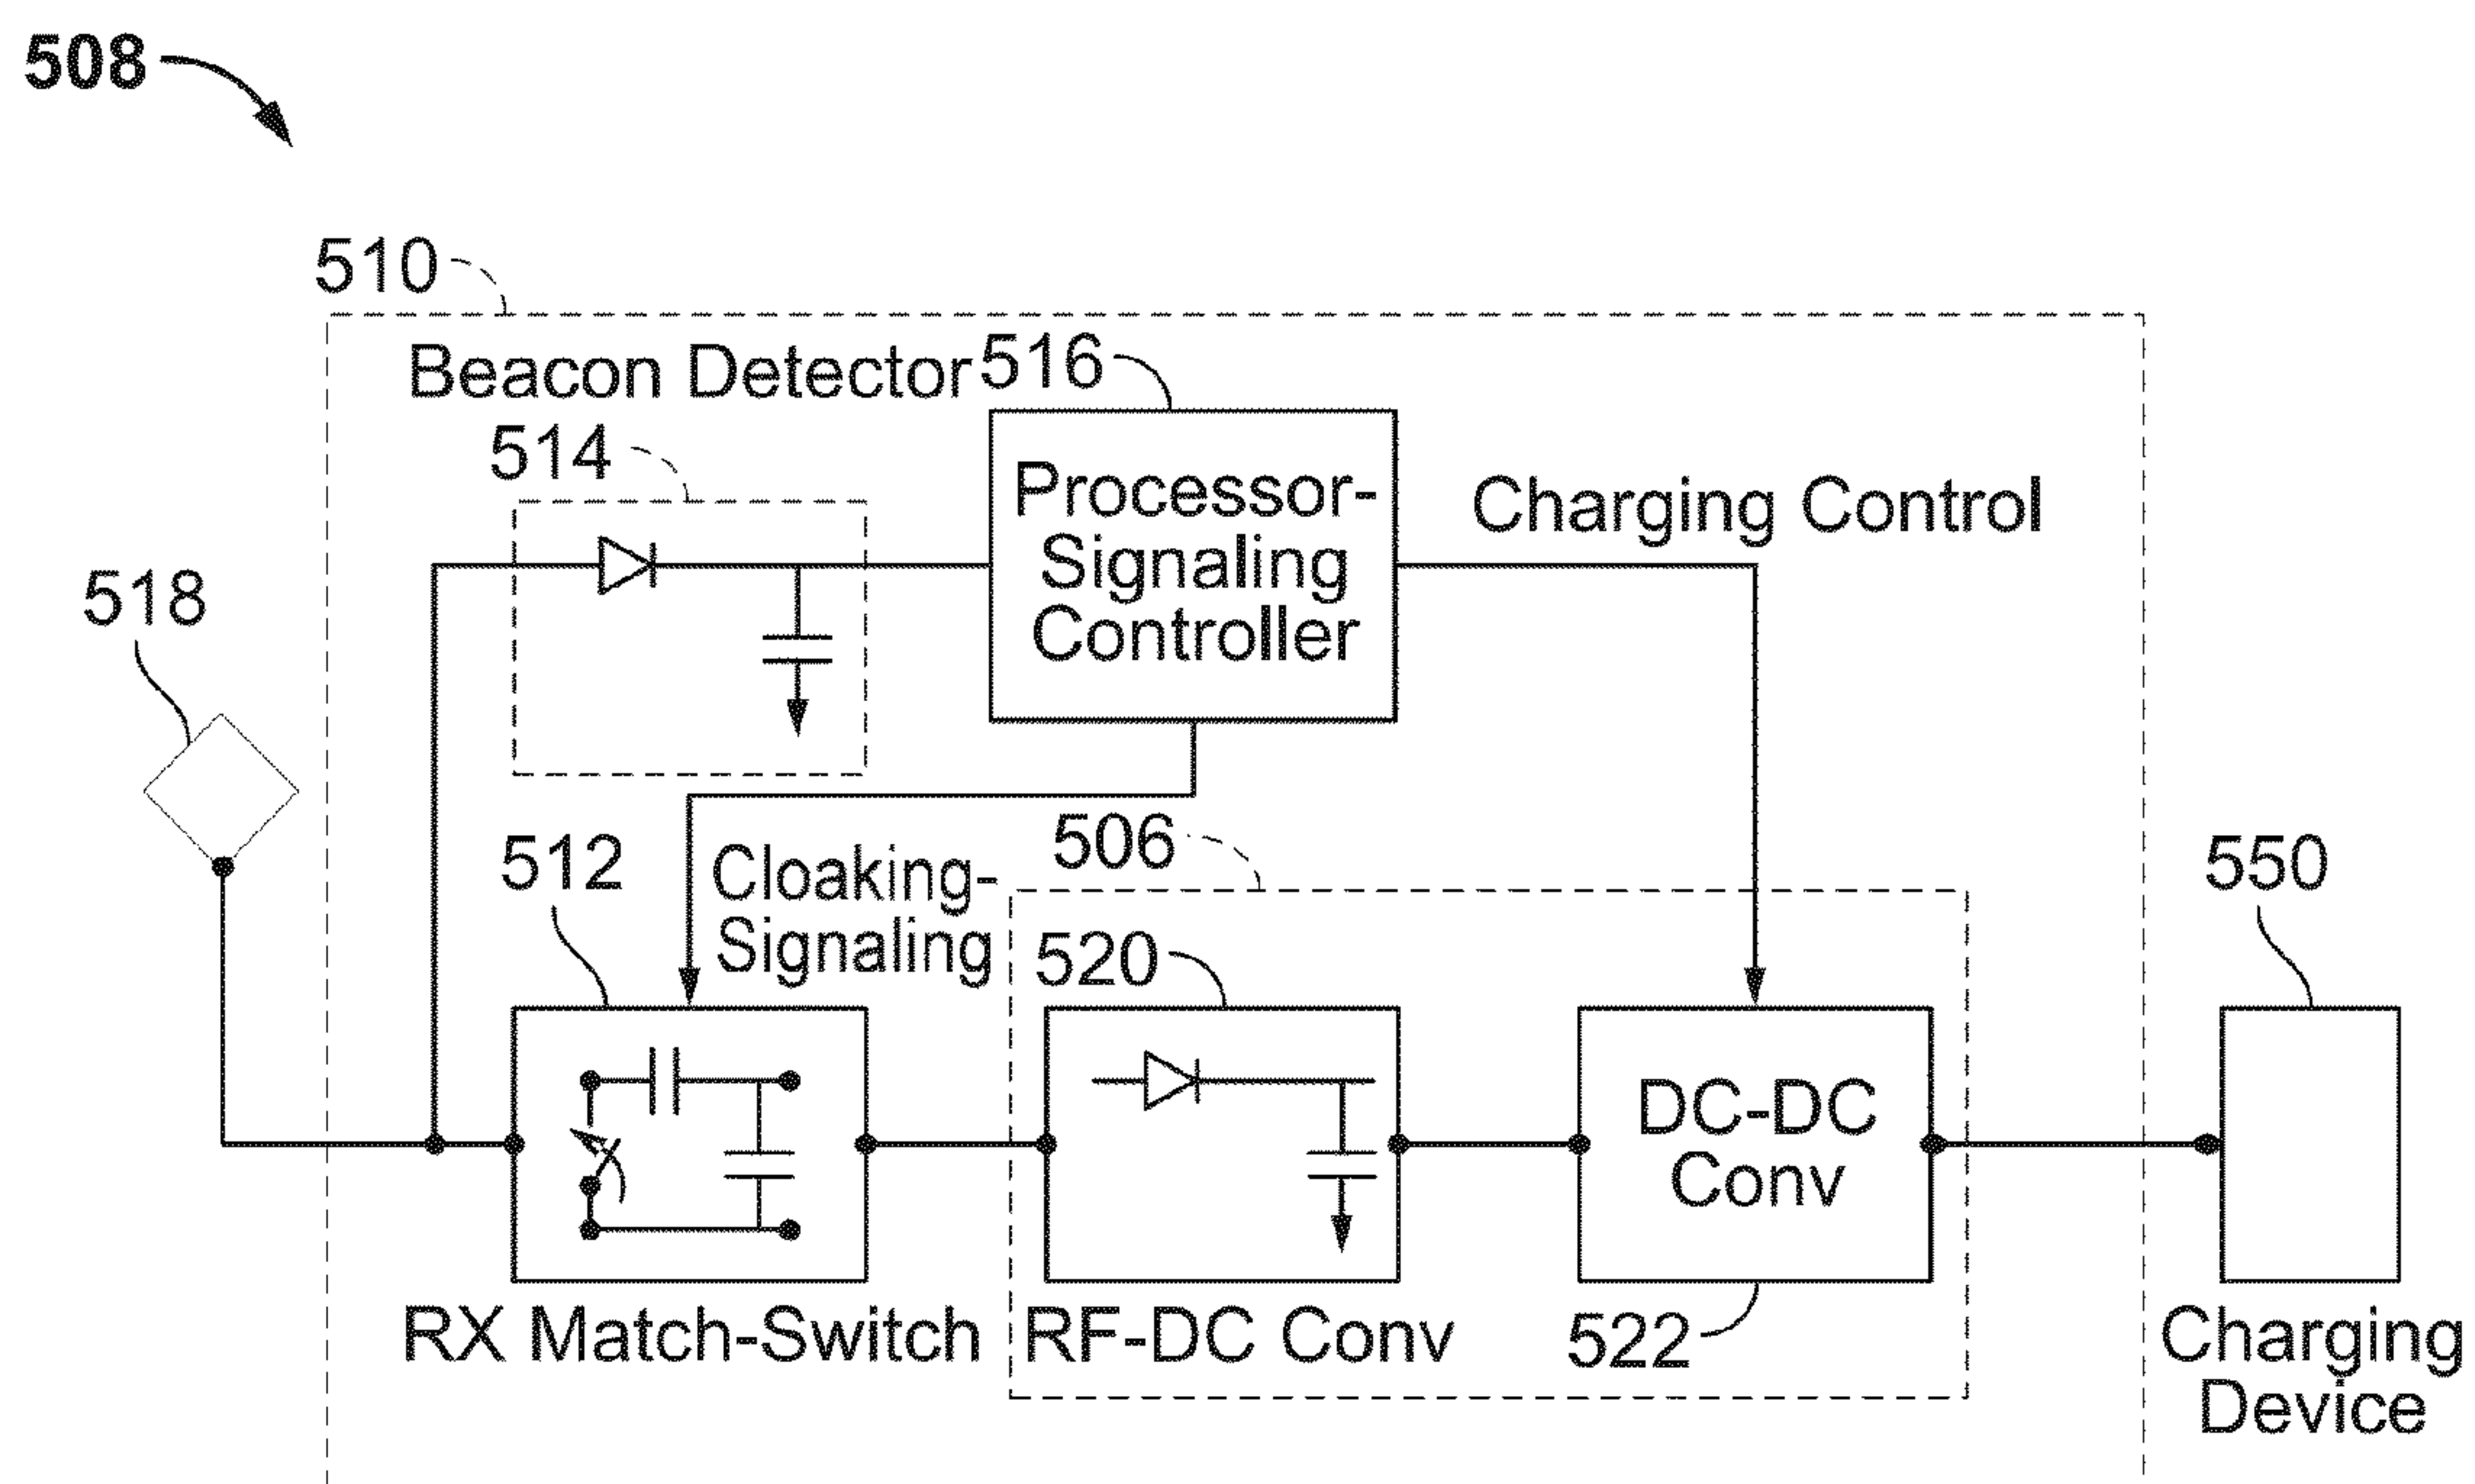 508
510
Beacon Detector
516
514
Processor-
Signaling
Controller
Charging Control
518
512
Cloaking-
Signaling
506
520
550
DC-DC
Conv
RX Match-Switch
RF-DC Conv
522
Charging
Device